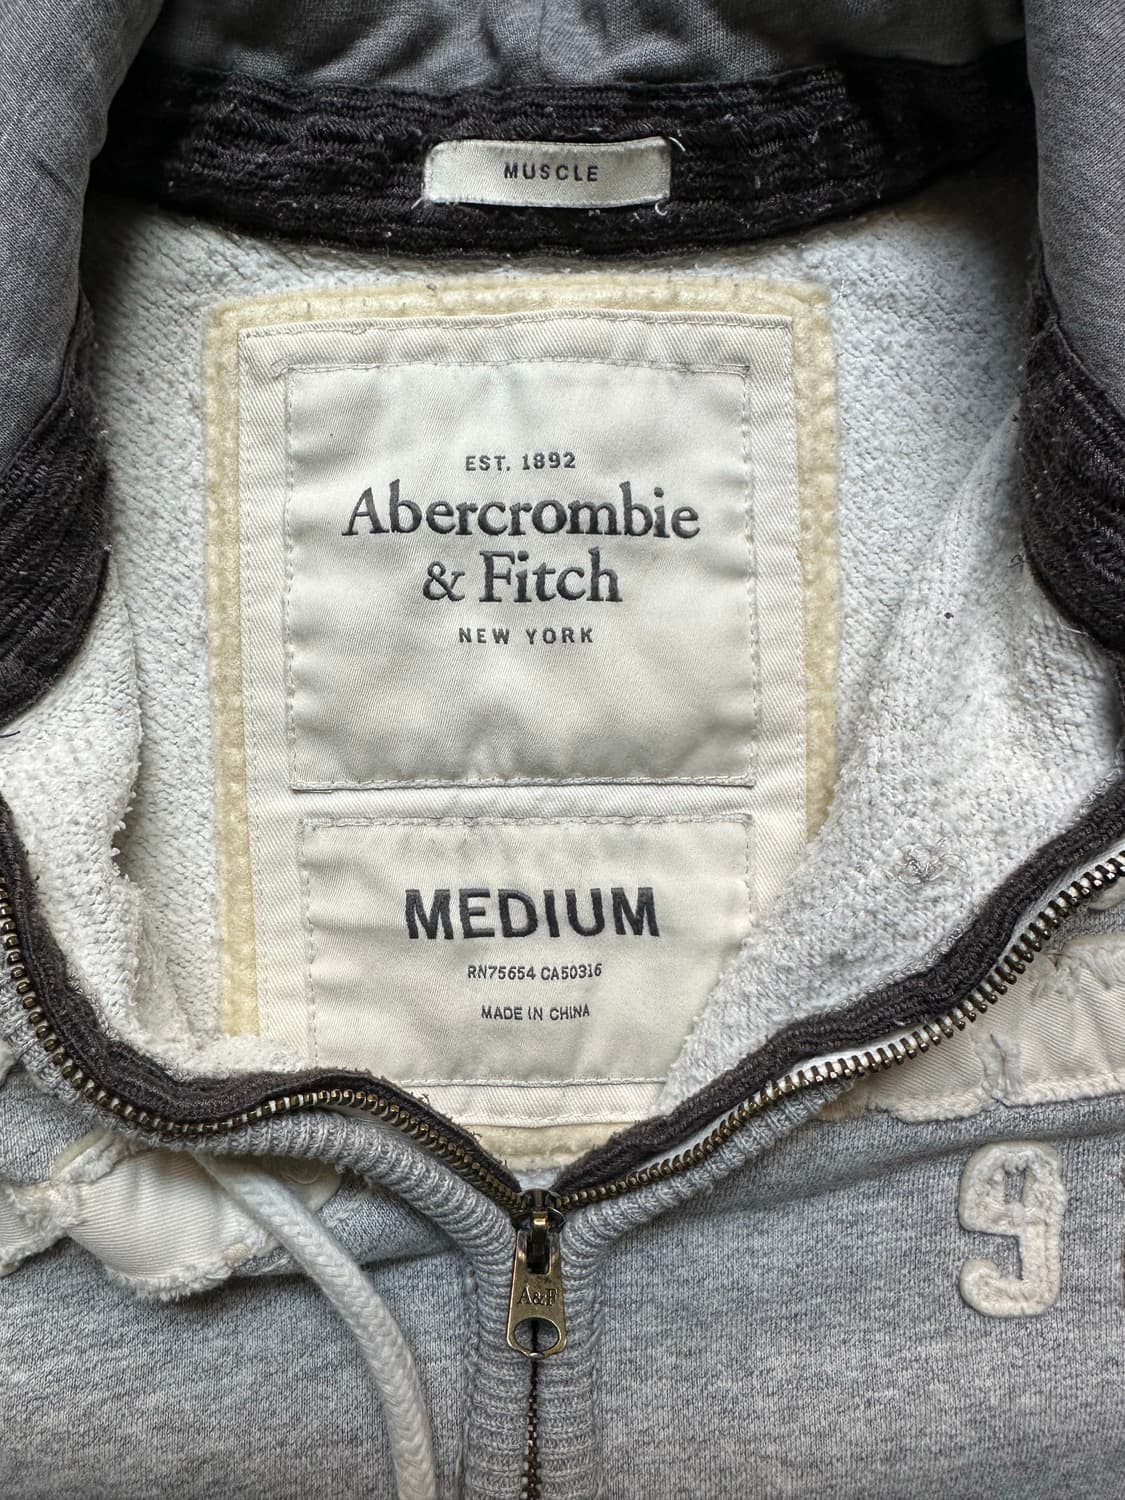 MUSCLE
EST. 1892
Abercrombie
& Fitch
NEW YORK
MEDIUM
RN75654 CA50316
MADE IN CHINA
9
A&F